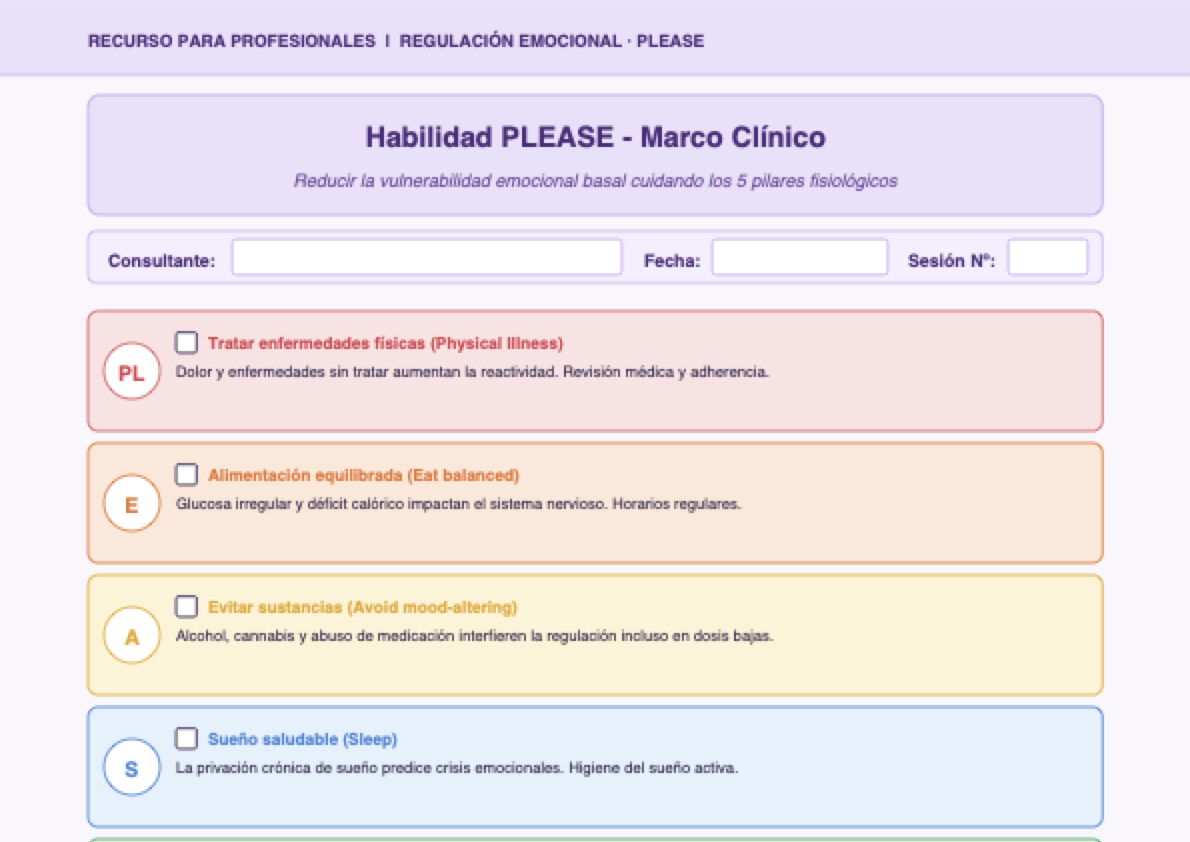 RECURSO PARA PROFESIONALES | REGULACIÓN EMOCIONAL · PLEASE
Habilidad PLEASE - Marco Clínico
Reducir la vulnerabilidad emocional basal cuidando los 5 pilares fisiológicos
Consultante: Fecha: Sesión Nº:
Tratar enfermedades físicas (Physical Illness)
PL
Dolor y enfermedades sin tratar aumentan la reactividad. Revisión médica y adherencia.
Alimentación equilibrada (Eat balanced)
E
Glucosa irregular y déficit calórico impactan el sistema nervioso. Horarios regulares.
Evitar sustancias (Avoid mood-altering)
A
Alcohol, cannabis y abuso de medicación interfieren la regulación incluso en dosis bajas.
Sueño saludable (Sleep)
S
La privación crónica de sueño predice crisis emocionales. Higiene del sueño activa.